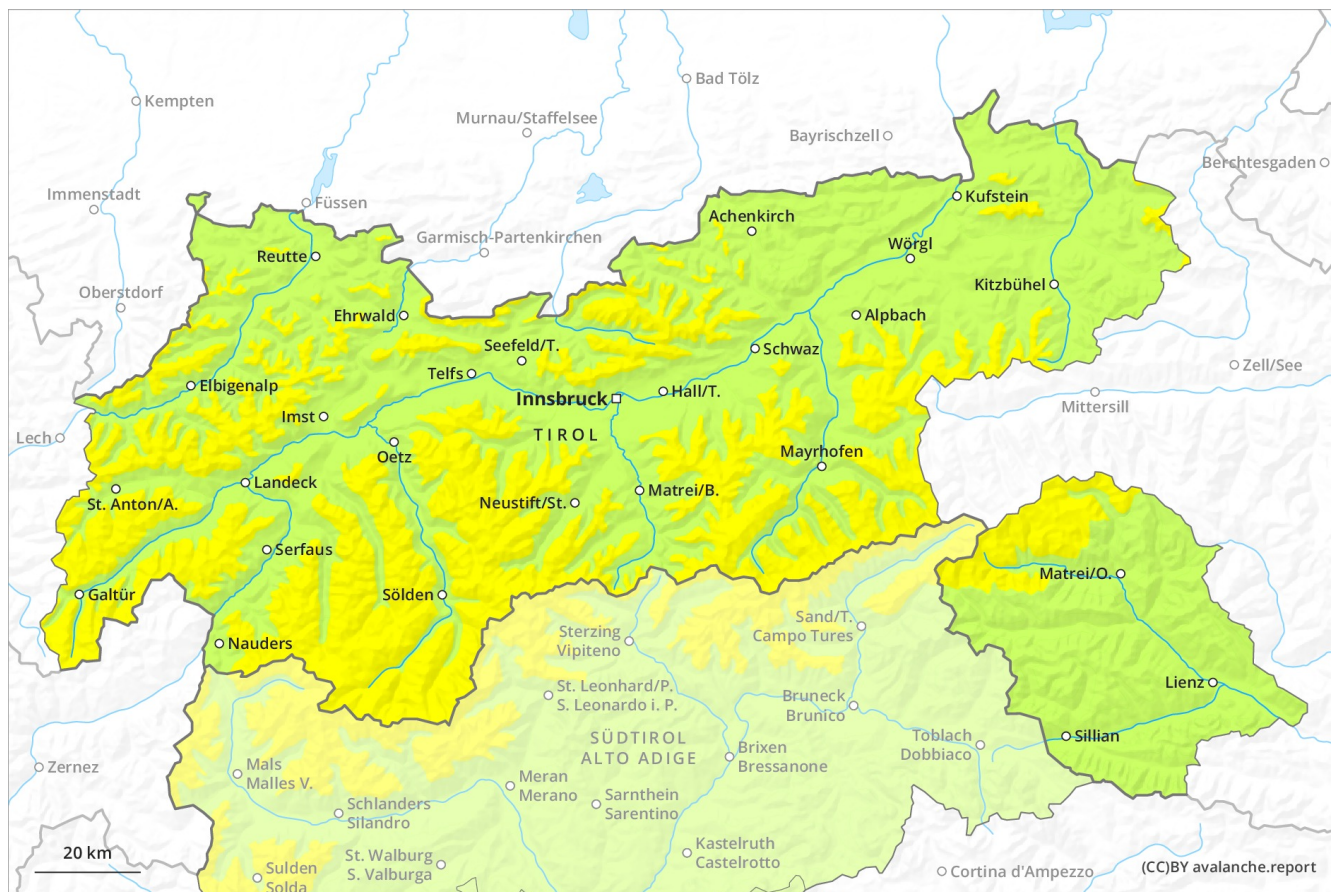 Kempten
Bad Tölz
Murnau/Staffelsee
Bayrischzell
Berchtesgaden
Immenstadt
Füssen
Kufstein
Achenkirch
Garmisch-Partenkirchen
Wörgl
Reutte
Kitzbühel
Oberstdorf
Ehrwald
Alpbach
Seefeld/T.
Schwaz
Zell/See
Telfs
Elbigenalp
Hall/T.
Innsbruck
Mittersill
Imst
TIROL
Lech
Oetz
Mayrhofen
Landeck
Matrei/B.
St. Anton/A.
Neustift/St.
Serfaus
Matrei/O.
Galtür
Sölden
Sand/T.
Campo Tures
Sterzing
Vipiteno
Nauders
Lienz
St. Leonhard/P.
S. Leonardo i. P.
Bruneck
Brunico
Sillian
SÜDTIROL
ALTO ADIGE
Toblach
Dobbiaco
Brixen
Bressanone
Zernez
Mals
Malles V.
Meran
Merano
Sarnthein
Sarentino
Schlanders
Silandro
Kastelruth
Castelrotto
20 km
St. Walburg
S. Valburga
Sulden
Solda
Cortina d'Ampezzo
(CC)BY avalanche.report